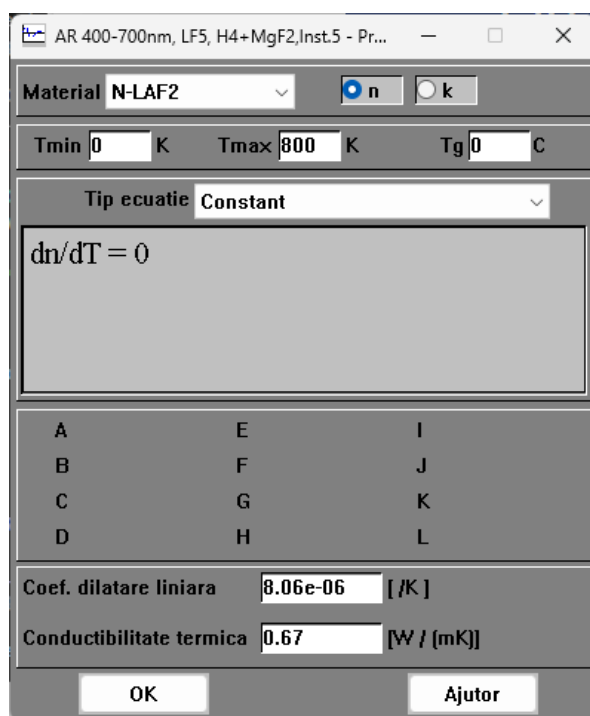 AR 400-700nm, LF5, H4+MgF2,Inst.5 - Pr...
Material N-LAF2 n k
Tmin 0 K Tmax 800 K Tg 0 C
Tip ecuatie Constant
dn/dT = 0
A E I
B F J
C G K
D H L
Coef. dilatare liniara 8.06e-06 [ /K ]
Conductibilitate termica 0.67 [W / (mK)]
OK Ajutor